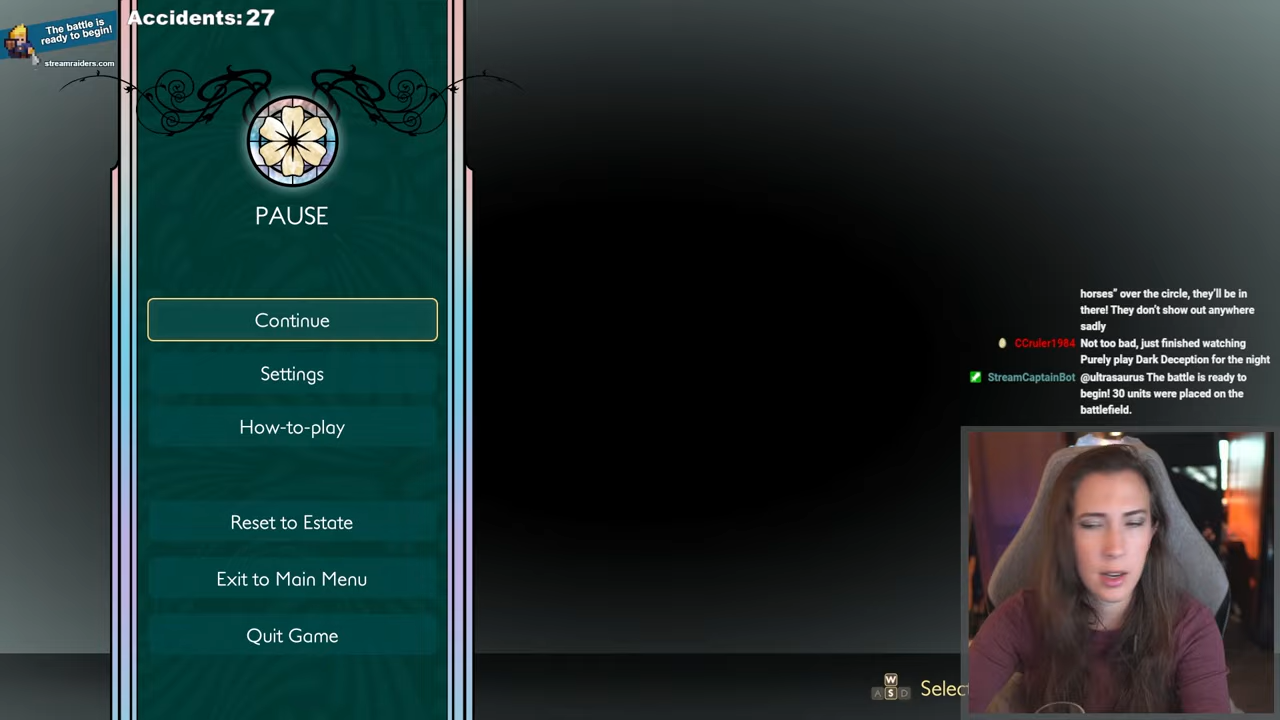 The battle is
ready to begin!
streamraiders.com
Accidents: 27
PAUSE
Continue
Settings
How-to-play
Reset to Estate
Exit to Main Menu
Quit Game
horses" over the circle, they'll be in
there! They don't show out anywhere
sadly
CCruler1984 Not too bad, just finished watching
Purely play Dark Deception for the night
StreamCaptainBot @ultrasaurus The battle is ready to
begin! 30 units were placed on the
battlefield.
W
A S D Select